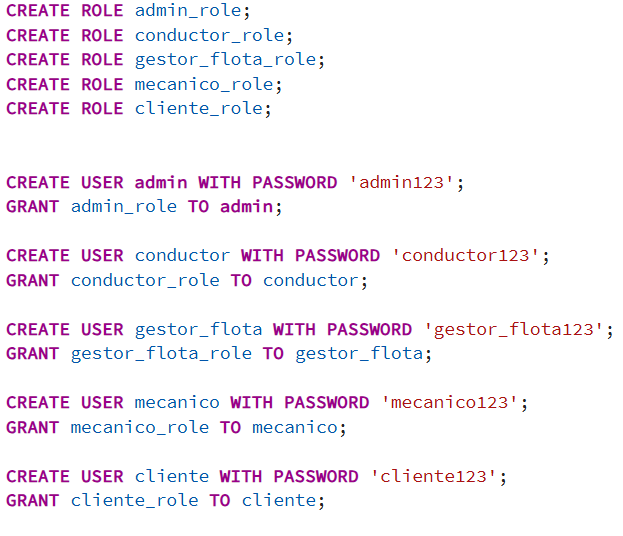 CREATE ROLE admin_role;
CREATE ROLE conductor_role;
CREATE ROLE gestor_flota_role;
CREATE ROLE mecanico_role;
CREATE ROLE cliente_role;
CREATE USER admin WITH PASSWORD 'admin123';
GRANT admin_role TO admin;
CREATE USER conductor WITH PASSWORD 'conductor123';
GRANT conductor_role TO conductor;
CREATE USER gestor_flota WITH PASSWORD 'gestor_flota123';
GRANT gestor_flota_role TO gestor_flota;
CREATE USER mecanico WITH PASSWORD 'mecanico123';
GRANT mecanico_role TO mecanico;
CREATE USER cliente WITH PASSWORD 'cliente123';
GRANT cliente_role TO cliente;